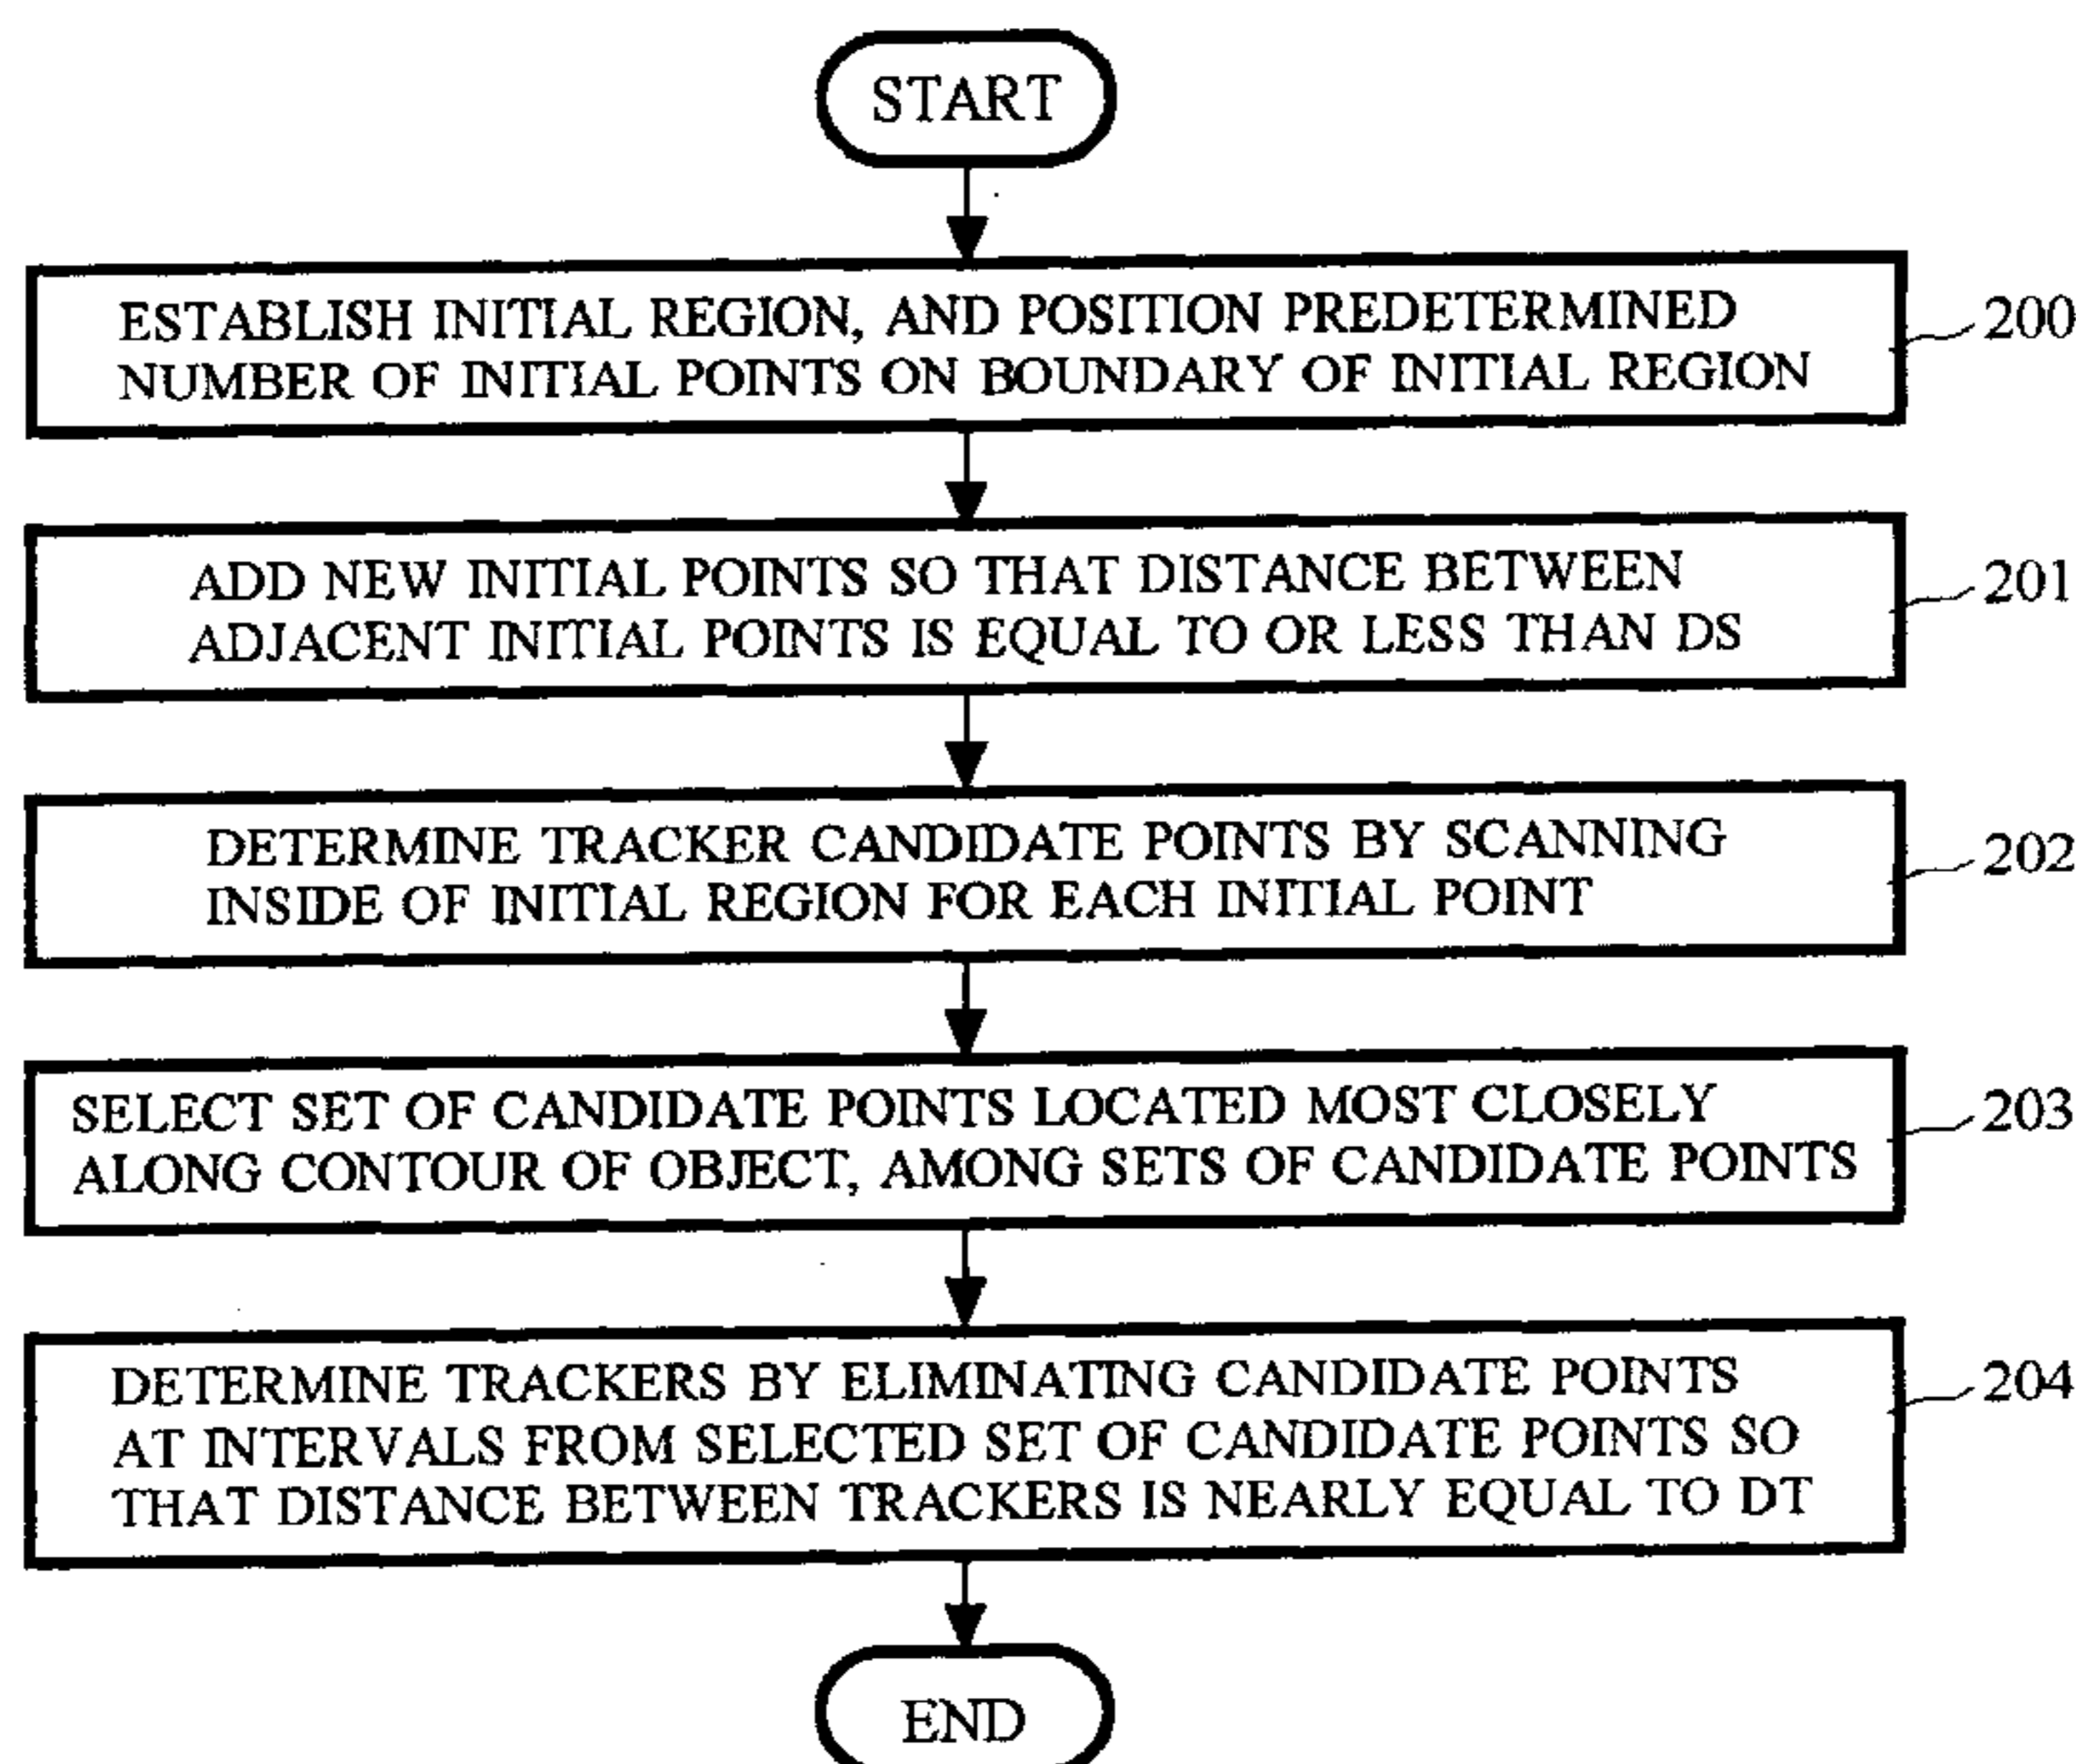 START
ESTABLISH INITIAL REGION, AND POSITION PREDETERMINED
NUMBER OF INITIAL POINTS ON BOUNDARY OF INITIAL REGION
200
ADD NEW INITIAL POINTS SO THAT DISTANCE BETWEEN
ADJACENT INITIAL POINTS IS EQUAL TO OR LESS THAN DS
201
DETERMINE TRACKER CANDIDATE POINTS BY SCANNING
INSIDE OF INITIAL REGION FOR EACH INITIAL POINT
202
SELECT SET OF CANDIDATE POINTS LOCATED MOST CLOSELY
ALONG CONTOUR OF OBJECT, AMONG SETS OF CANDIDATE POINTS
203
DETERMINE TRACKERS BY ELIMINATING CANDIDATE POINTS
AT INTERVALS FROM SELECTED SET OF CANDIDATE POINTS SO
THAT DISTANCE BETWEEN TRACKERS IS NEARLY EQUAL TO DT
204
END